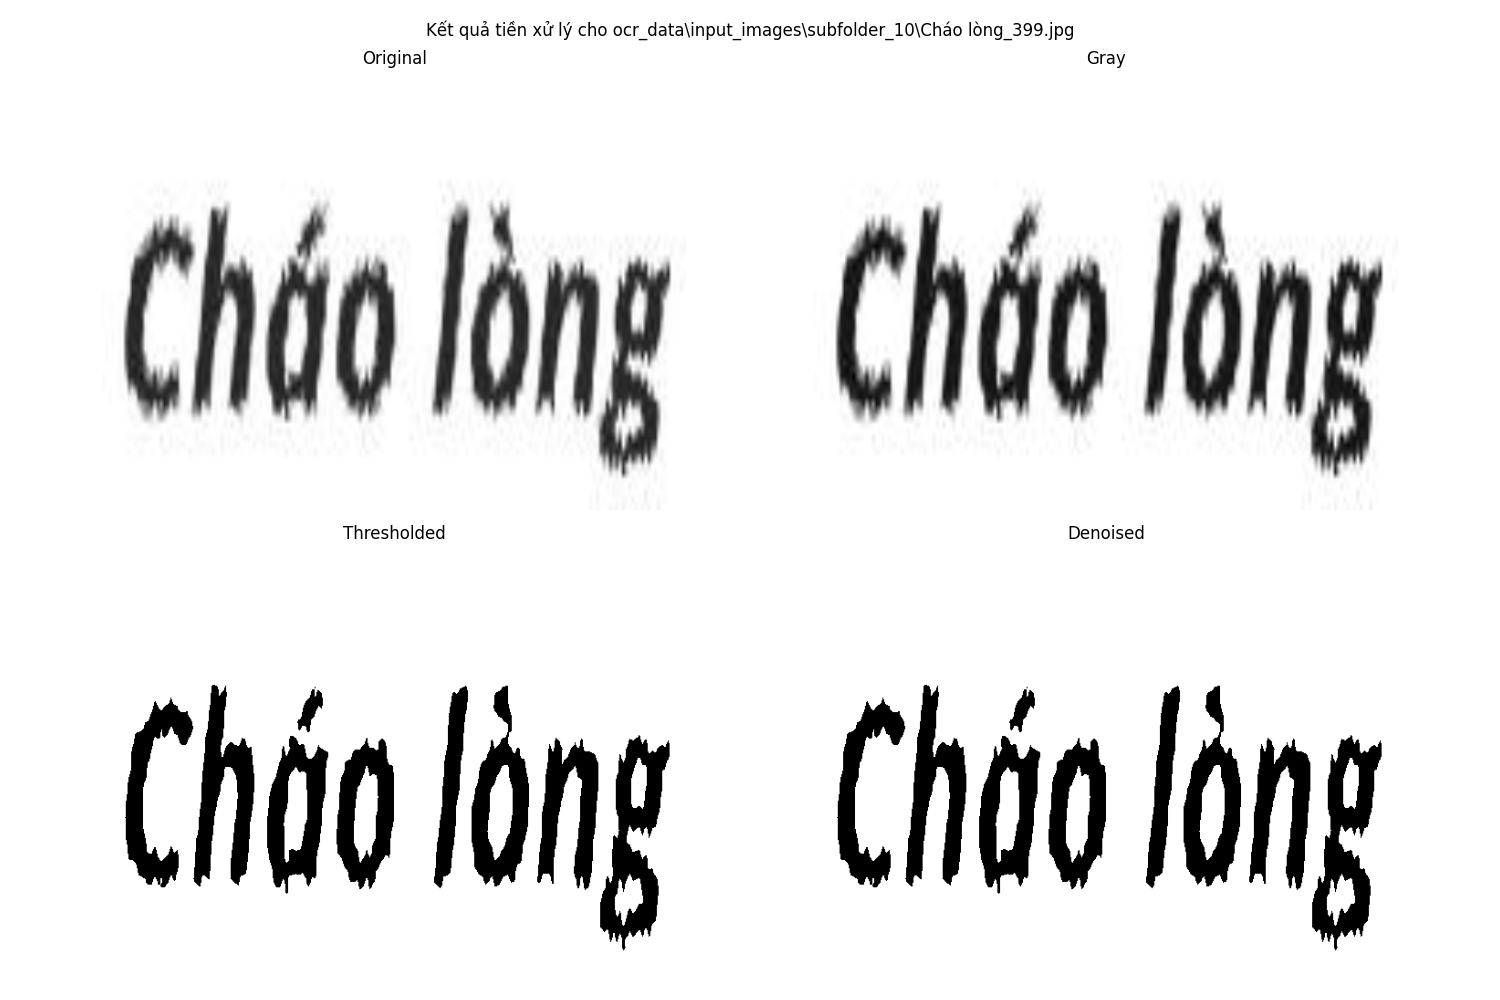 Kết quả tiền xử lý cho ocr_data\input_images\subfolder_10\Cháo lòng_399.jpg
Original
Gray
Cháo lòng
Cháo lòng
Thresholded
Denoised
Cháo lòng
Cháo lòng